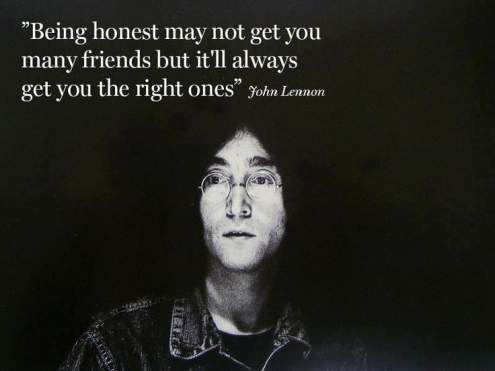 ”Being honest may not get you
many friends but it'll always
get you the right ones” John Lennon